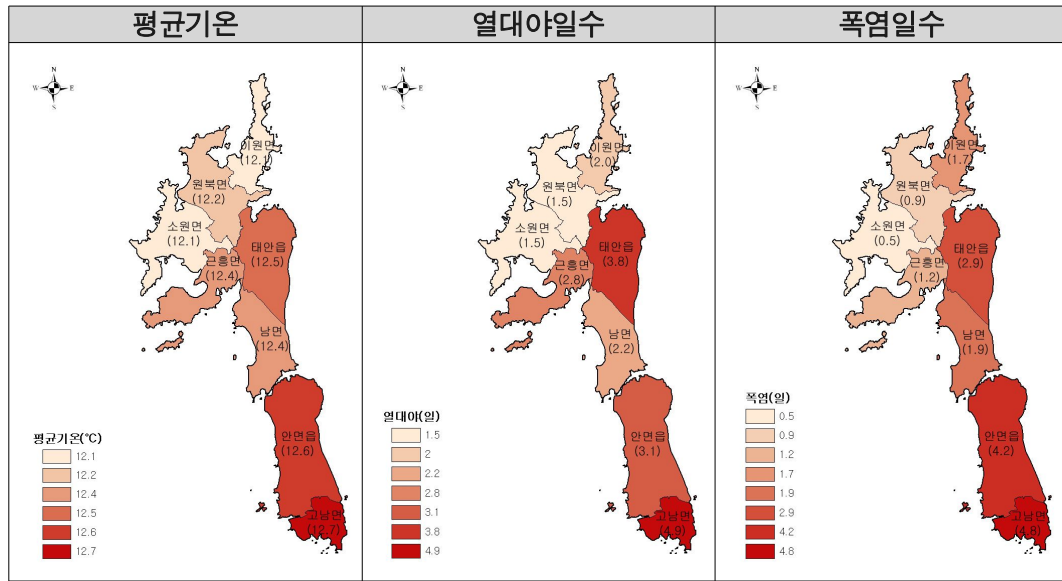 평균기온
열대야일수
폭염일수
N
W E
S
이원면
(12.1)
원북면
(12.2)
소원면
(12.1)
태안읍
(12.5)
근흥면
(12.4)
남면
(12.4)
안면읍
(12.6)
고남면
(12.7)
평균기온(℃)
12.1
12.2
12.4
12.5
12.6
12.7
N
W E
S
이원면
(2.0)
원북면
(1.5)
소원면
(1.5)
태안읍
(3.8)
근흥면
(2.8)
남면
(2.2)
안면읍
(3.1)
고남면
(4.9)
열대야(일)
1.5
2
2.2
2.8
3.1
3.8
4.9
N
W E
S
이원면
(1.7)
원북면
(0.9)
소원면
(0.5)
태안읍
(2.9)
근흥면
(1.2)
남면
(1.9)
안면읍
(4.2)
고남면
(4.8)
폭염(일)
0.5
0.9
1.2
1.7
1.9
2.9
4.2
4.8